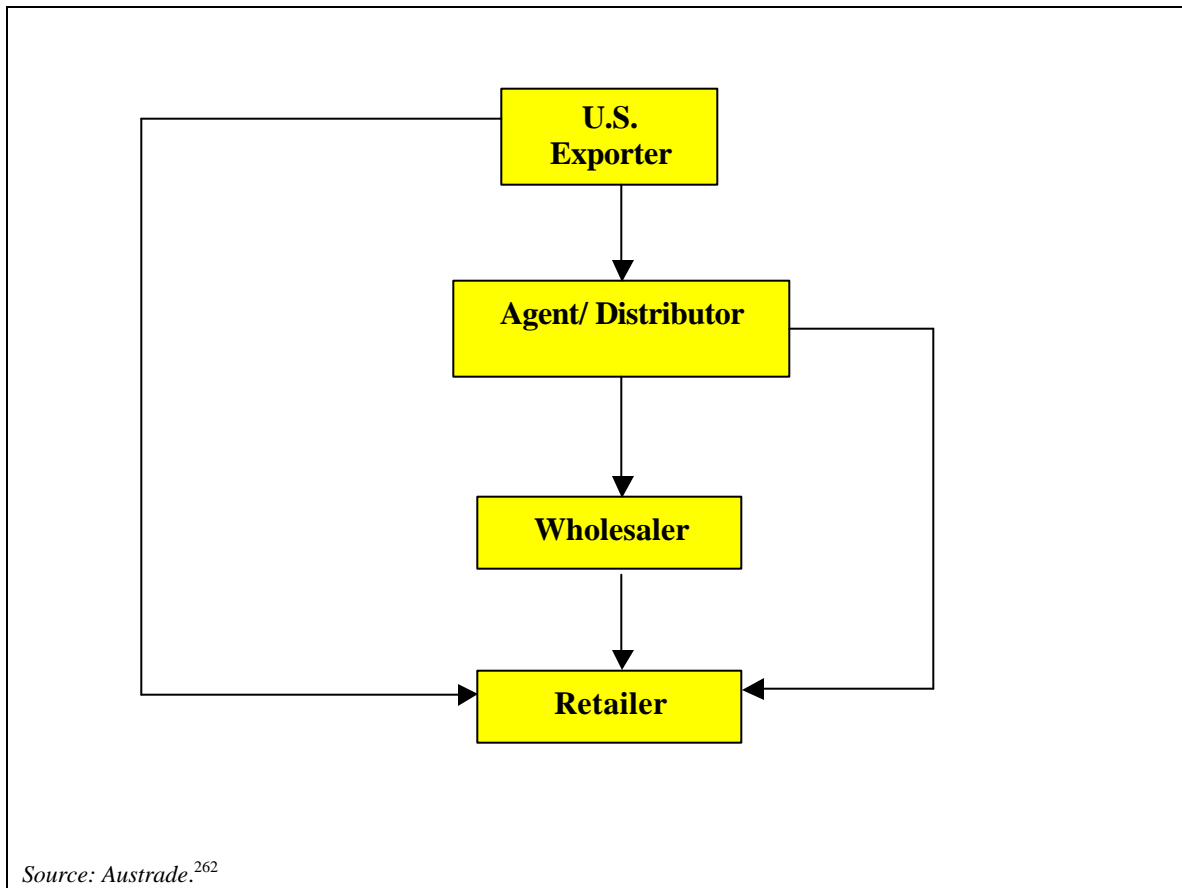 U.S.
Exporter
Agent/ Distributor
Wholesaler
Retailer
Source: Austrade.262